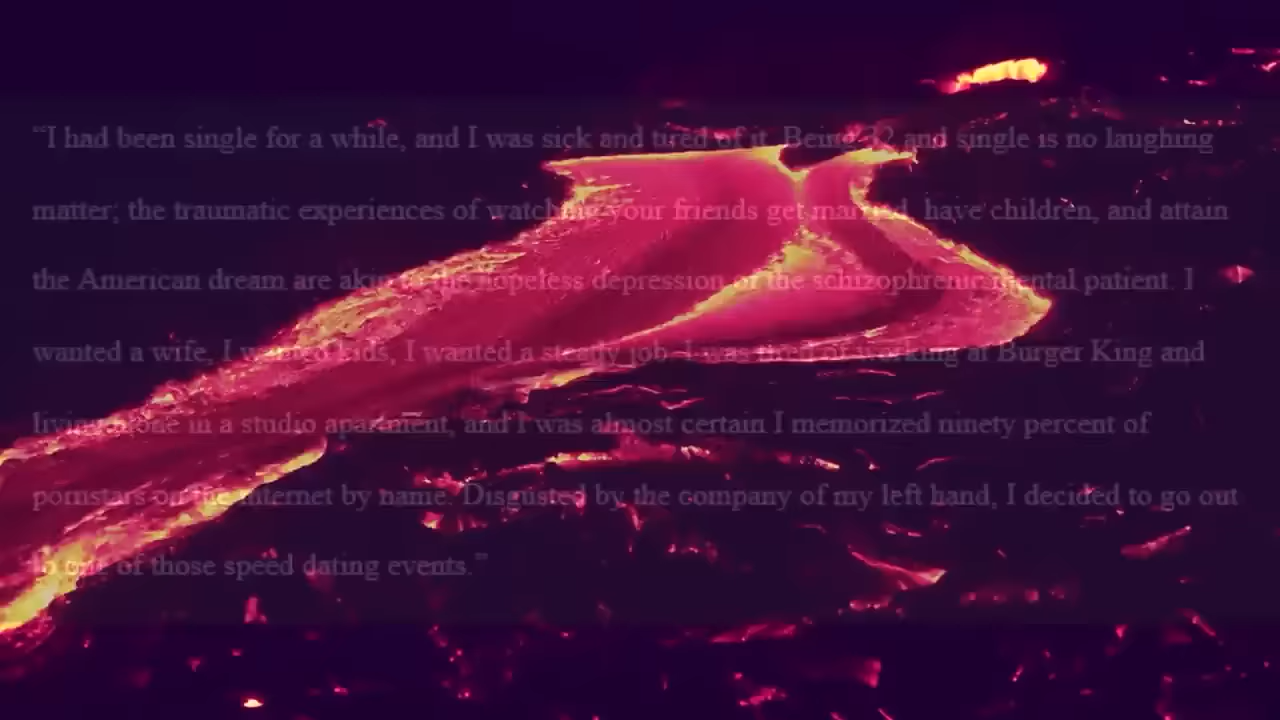 “I had been single for a while, and I was sick and tired of it. Being 32 and single is no laughing
matter; the traumatic experiences of watching your friends get married, have children, and attain
the American dream are akin to the hopeless depression of the schizophrenic mental patient. I
wanted a wife, I wanted kids, I wanted a steady job. I was tired of working at Burger King and
living alone in a studio apartment, and I was almost certain I memorized ninety percent of
pornstars on the internet by name. Disgusted by the company of my left hand, I decided to go out
to one of those speed dating events.”